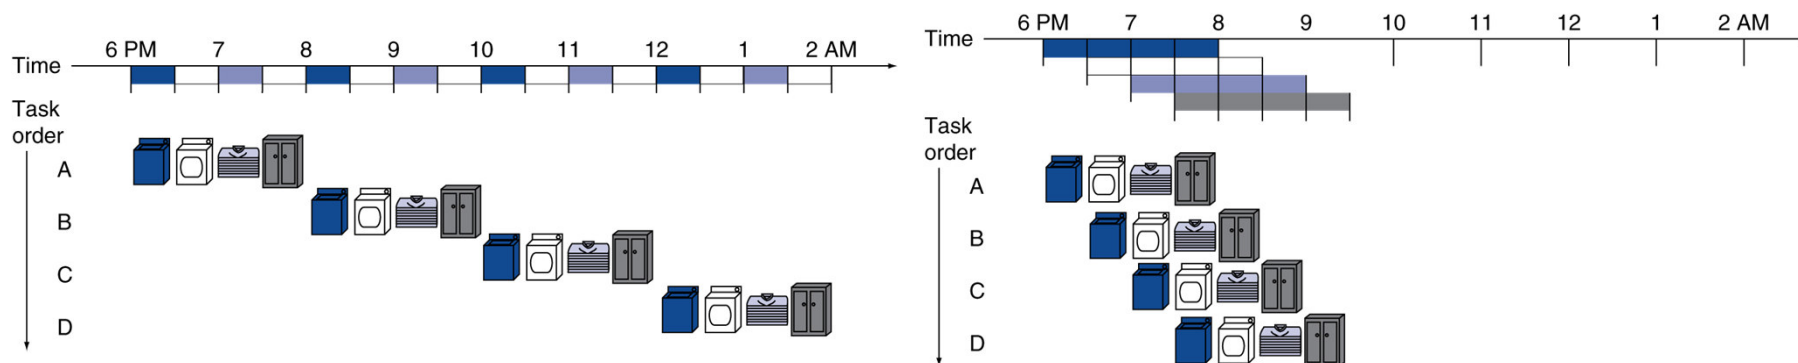 6 PM 7 8 9 10 11 12 1 2 AM
Time
Task
order
A
B
C
D
6 PM 7 8 9 10 11 12 1 2 AM
Time
Task
order
A
B
C
D